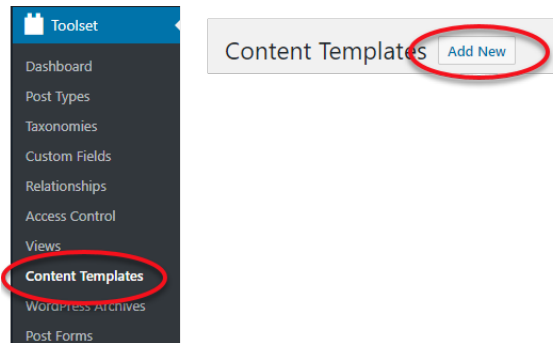 Toolset
Dashboard
Post Types
Taxonomies
Custom Fields
Relationships
Access Control
Views
Content Templates
WordPress Archives
Post Forms
Content Templates
Add New